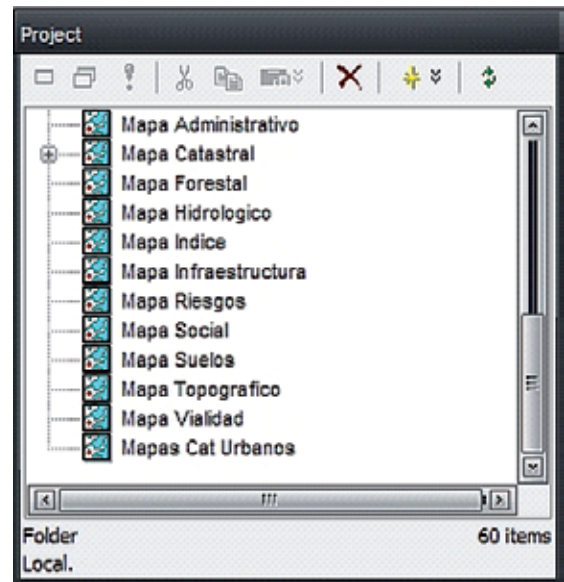 Project
Mapa Administrativo
Mapa Catastral
Mapa Forestal
Mapa Hidrologico
Mapa Indice
Mapa Infraestructura
Mapa Riesgos
Mapa Social
Mapa Suelos
Mapa Topografico
Mapa Vialidad
Mapas Cat Urbanos
Folder 60 items
Local.